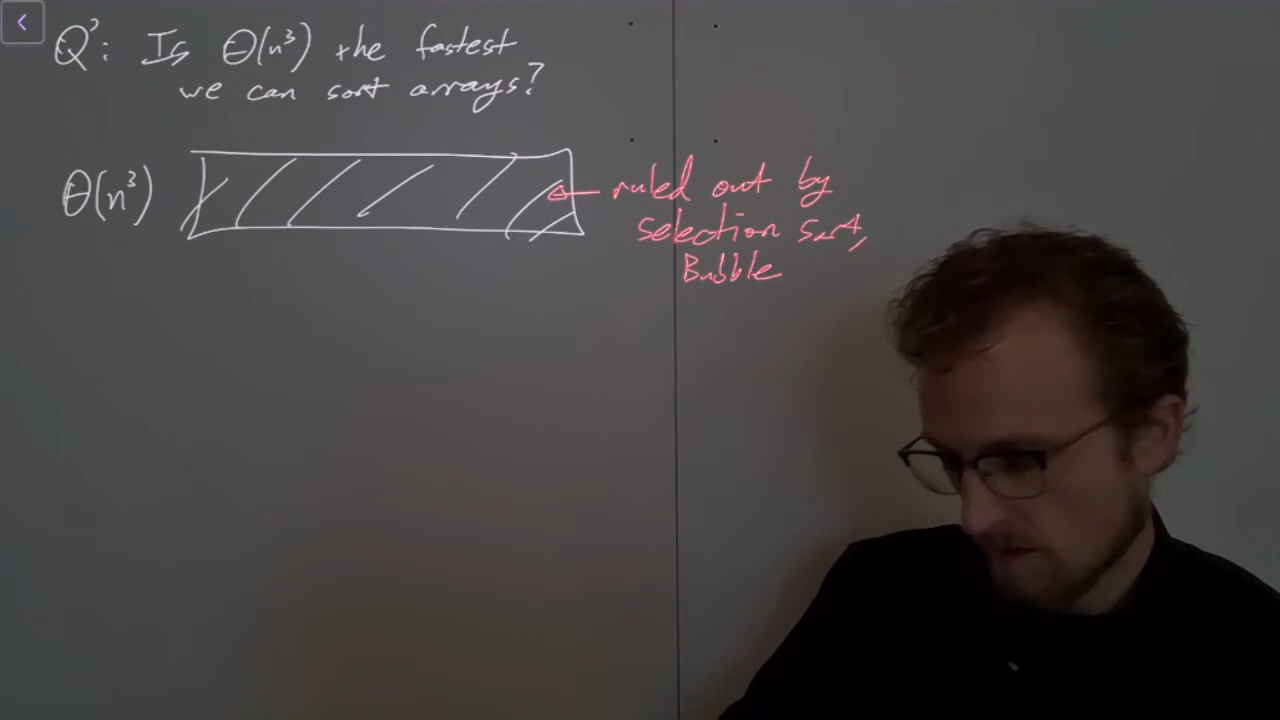 Q': Is Θ(n³) the fastest
we can sort arrays?
Θ(n³)
ruled out by
selection sort,
Bubble